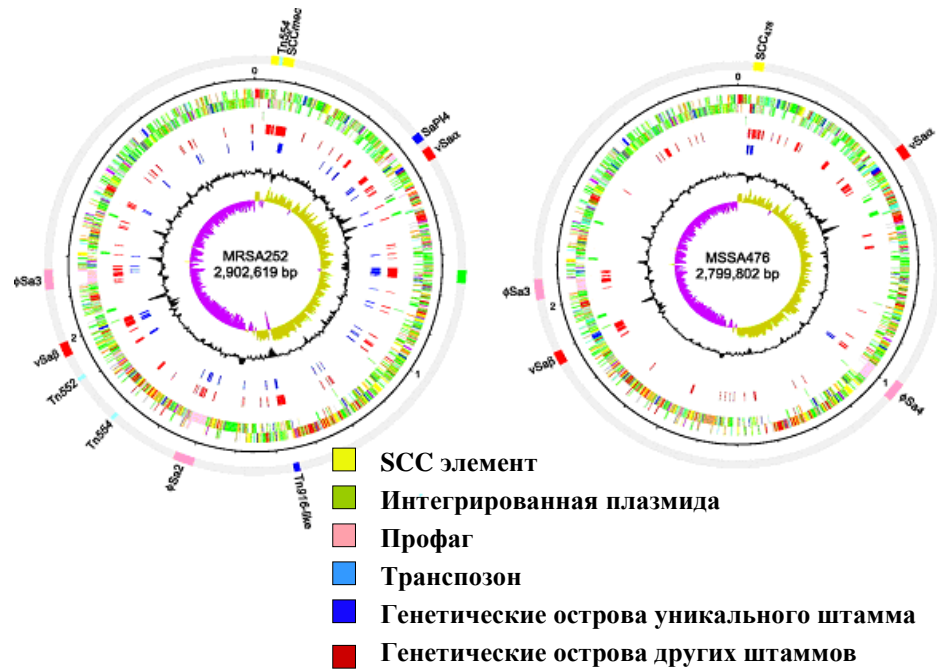 Tn554
SCCmec
0
SaPI4
νSaα
MRSA252
2,902,619 bp
ϕSa3
2
νSaβ
Tn552
Tn554
1
ϕSa2
Tn916-like
SCC476
0
νSaα
MSSA476
2,799,802 bp
ϕSa3
2
νSaβ
1
ϕSa4
SCC элемент
Интегрированная плазмида
Профаг
Транспозон
Генетические острова уникального штамма
Генетические острова других штаммов